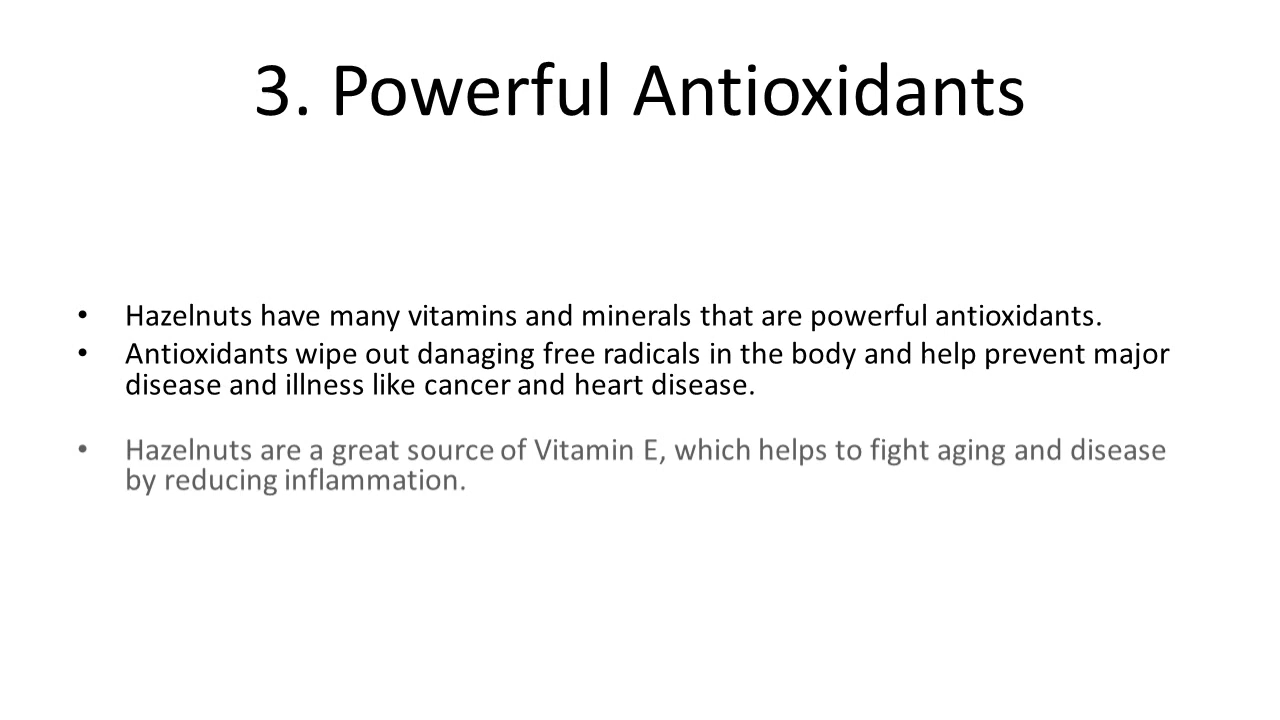 3. Powerful Antioxidants
• Hazelnuts have many vitamins and minerals that are powerful antioxidants.
• Antioxidants wipe out danaging free radicals in the body and help prevent major
disease and illness like cancer and heart disease.
• Hazelnuts are a great source of Vitamin E, which helps to fight aging and disease
by reducing inflammation.